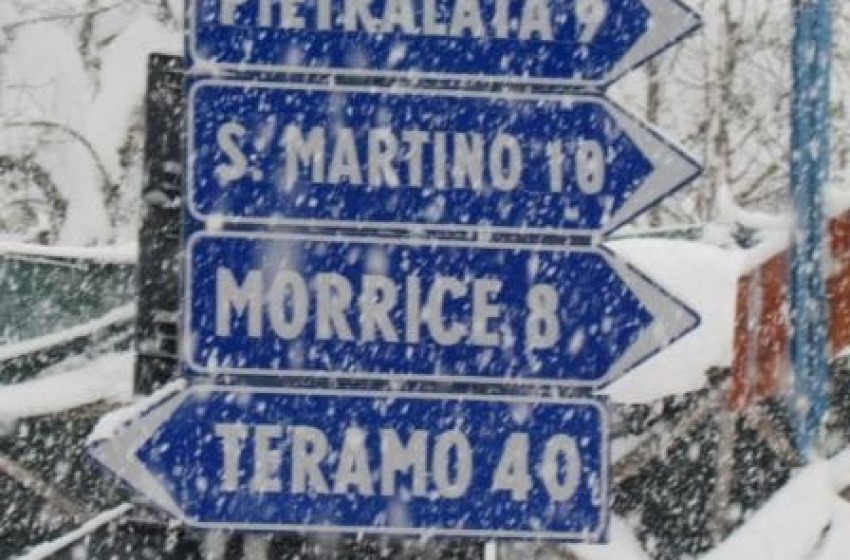 PIETRALATA 9
S. MARTINO 10
MORRICE 8
TERAMO 40